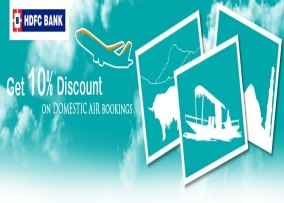 HDFC BANK
Get 10% Discount
ON DOMESTIC AIR BOOKINGS